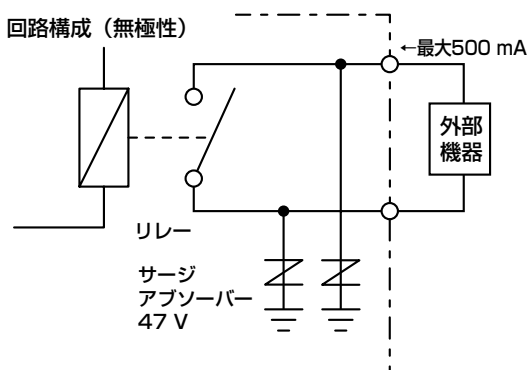 回路構成（無極性）
←最大500 mA
外部
機器
リレー
サージ
アブソーバー
47 V